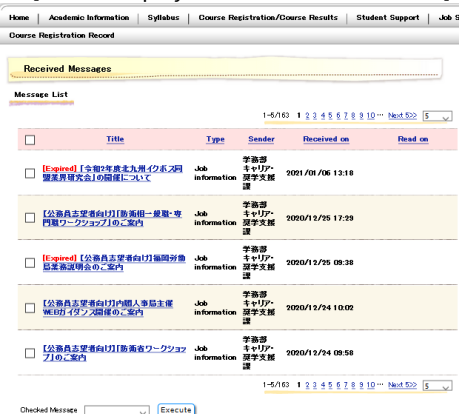 Home | Academic Information | Syllabus | Course Registration/Course Results | Student Support | Job S
Course Registration Record
Received Messages
Message List
1-5/163 1 2 3 4 5 6 7 8 9 10 … Next 5>> 5
Title Type Sender Received on Read on
[Expired]「令和2年度北九州イクボス同
盟業界研究会」の開催について
Job
information
学務部
キャリア・
奨学支援
課
2021/01/06 13:18
【公務員志望者向け】「防衛相一般職・専
門職ワークショップ」のご案内
Job
information
学務部
キャリア・
奨学支援
課
2020/12/25 17:29
[Expired]【公務員志望者向け】福岡労働
局業務説明会のご案内
Job
information
学務部
キャリア・
奨学支援
課
2020/12/25 09:38
【公務員志望者向け】内閣人事局主催
WEBガイダンス開催のご案内
Job
information
学務部
キャリア・
奨学支援
課
2020/12/24 10:02
【公務員志望者向け】「防衛省ワークショッ
プ」のご案内
Job
information
学務部
キャリア・
奨学支援
課
2020/12/24 09:58
1-5/163 1 2 3 4 5 6 7 8 9 10 … Next 5>> 5
Checked Message Execute